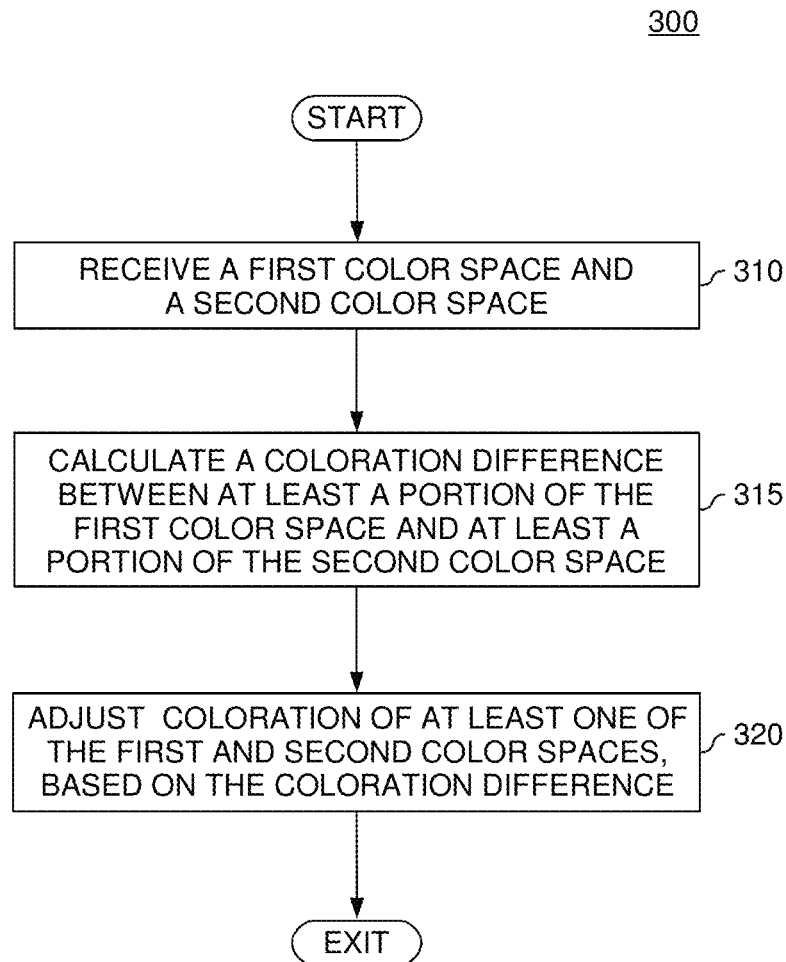 300
START
RECEIVE A FIRST COLOR SPACE AND
A SECOND COLOR SPACE
310
CALCULATE A COLORATION DIFFERENCE
BETWEEN AT LEAST A PORTION OF THE
FIRST COLOR SPACE AND AT LEAST A
PORTION OF THE SECOND COLOR SPACE
315
ADJUST COLORATION OF AT LEAST ONE OF
THE FIRST AND SECOND COLOR SPACES,
BASED ON THE COLORATION DIFFERENCE
320
EXIT